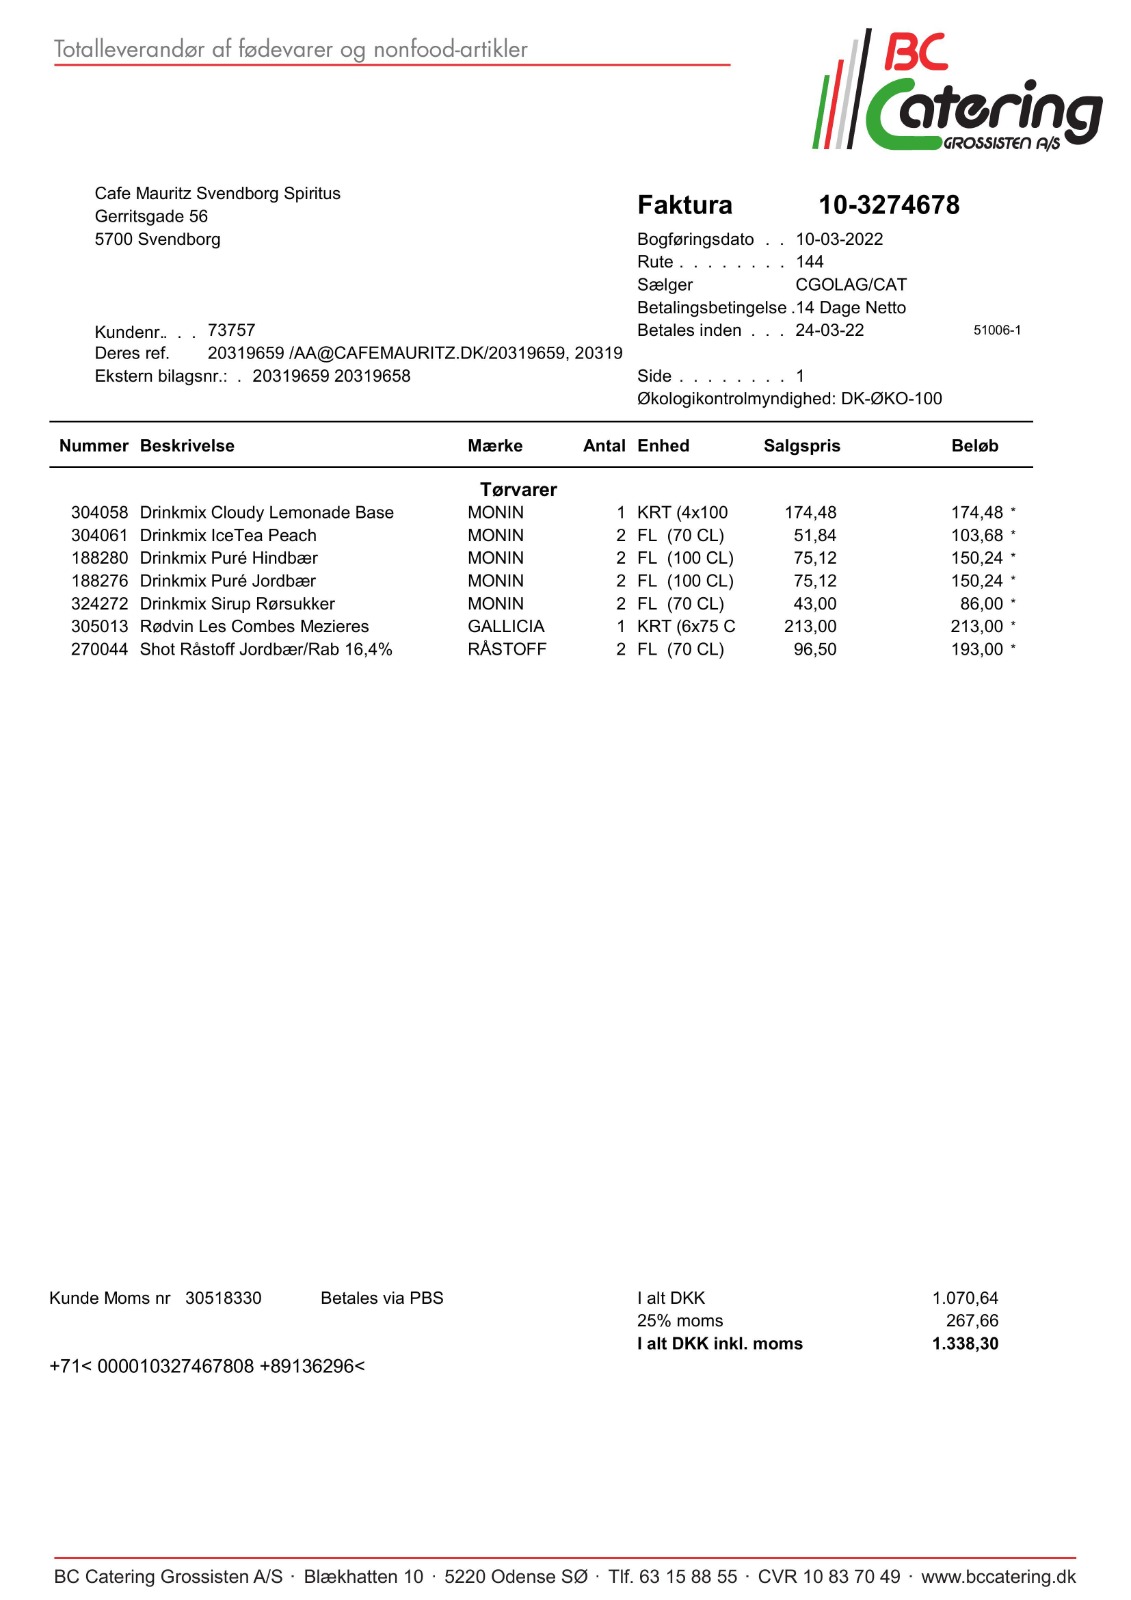 Totalleverandør af fødevarer og nonfood-artikler
BC
Catering
GROSSISTEN A/S
Cafe Mauritz Svendborg Spiritus
Gerritsgade 56
5700 Svendborg
Faktura 10-3274678
Bogføringsdato . . 10-03-2022
Rute . . . . . . . . 144
Sælger CGOLAG/CAT
Betalingsbetingelse .14 Dage Netto
Kundenr.. . . 73757
Betales inden . . . 24-03-22 51006-1
Deres ref. 20319659 /AA@CAFEMAURITZ.DK/20319659, 20319
Ekstern bilagsnr.: . 20319659 20319658
Side . . . . . . . . 1
Økologikontrolmyndighed: DK-ØKO-100
Nummer Beskrivelse Mærke Antal Enhed Salgspris Beløb
Tørvarer
304058 Drinkmix Cloudy Lemonade Base MONIN 1 KRT (4x100 174,48 174,48 *
304061 Drinkmix IceTea Peach MONIN 2 FL (70 CL) 51,84 103,68 *
188280 Drinkmix Puré Hindbær MONIN 2 FL (100 CL) 75,12 150,24 *
188276 Drinkmix Puré Jordbær MONIN 2 FL (100 CL) 75,12 150,24 *
324272 Drinkmix Sirup Rørsukker MONIN 2 FL (70 CL) 43,00 86,00 *
305013 Rødvin Les Combes Mezieres GALLICIA 1 KRT (6x75 C 213,00 213,00 *
270044 Shot Råstoff Jordbær/Rab 16,4% RÅSTOFF 2 FL (70 CL) 96,50 193,00 *
Kunde Moms nr 30518330 Betales via PBS I alt DKK 1.070,64
25% moms 267,66
I alt DKK inkl. moms 1.338,30
+71< 000010327467808 +89136296<
BC Catering Grossisten A/S · Blækhatten 10 · 5220 Odense SØ · Tlf. 63 15 88 55 · CVR 10 83 70 49 · www.bccatering.dk